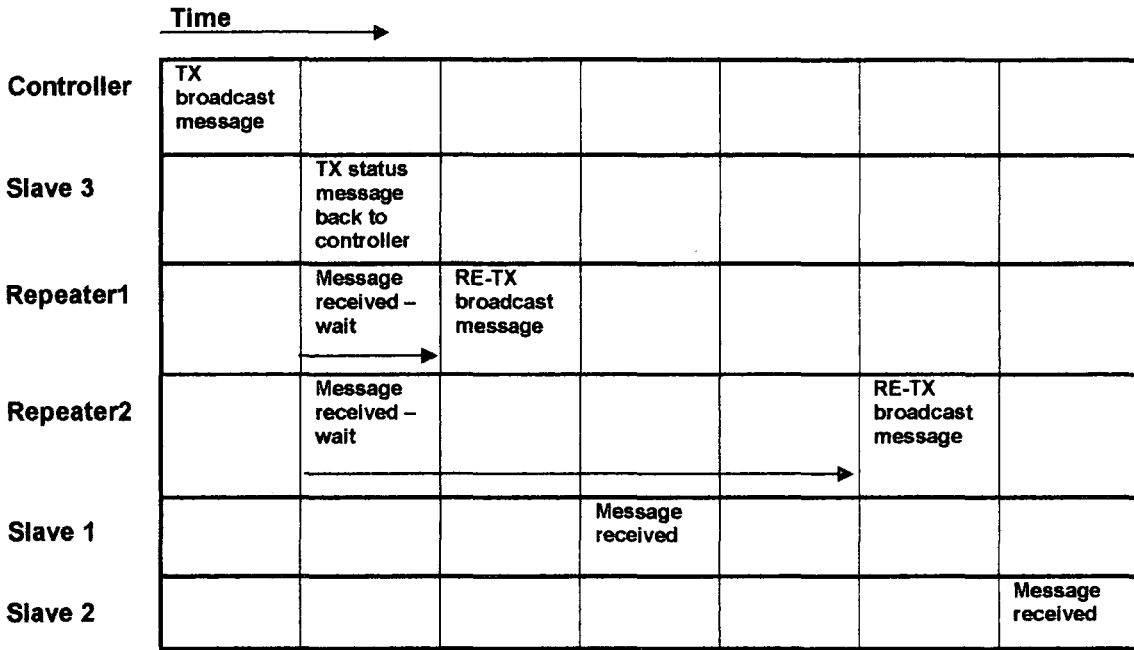 Time
Controller
TX
broadcast
message
Slave 3
TX status
message
back to
controller
Repeater1
Message
received –
wait
RE-TX
broadcast
message
Repeater2
Message
received –
wait
RE-TX
broadcast
message
Slave 1
Message
received
Slave 2
Message
received